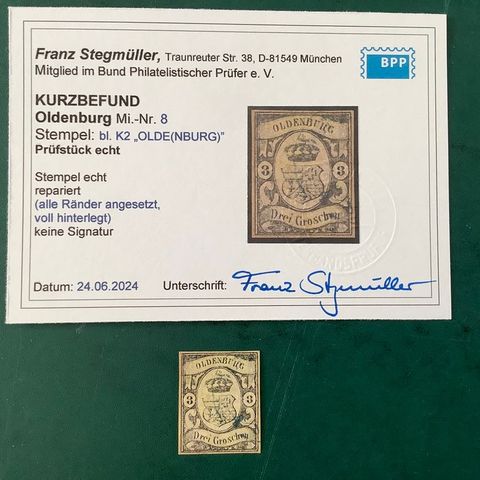 Franz Stegmüller, Traunreuter Str. 38, D-81549 München
Mitglied im Bund Philatelistischer Prüfer e. V.
BPP
KURZBEFUND
Oldenburg Mi.-Nr. 8
Stempel: bl. K2 „OLDE(NBURG)"
Prüfstück echt
Stempel echt
repariert
(alle Ränder angesetzt,
voll hinterlegt)
keine Signatur
OLDENBURG
3 3
Drei Groschen
Datum: 24.06.2024 Unterschrift: Franz Stegmüller
OLDENBURG
3 3
Drei Groschen